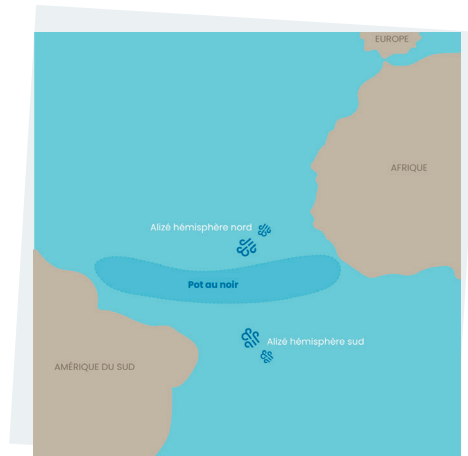 EUROPE
AFRIQUE
Alizé hémisphère nord
Pot au noir
Alizé hémisphère sud
AMÉRIQUE DU SUD